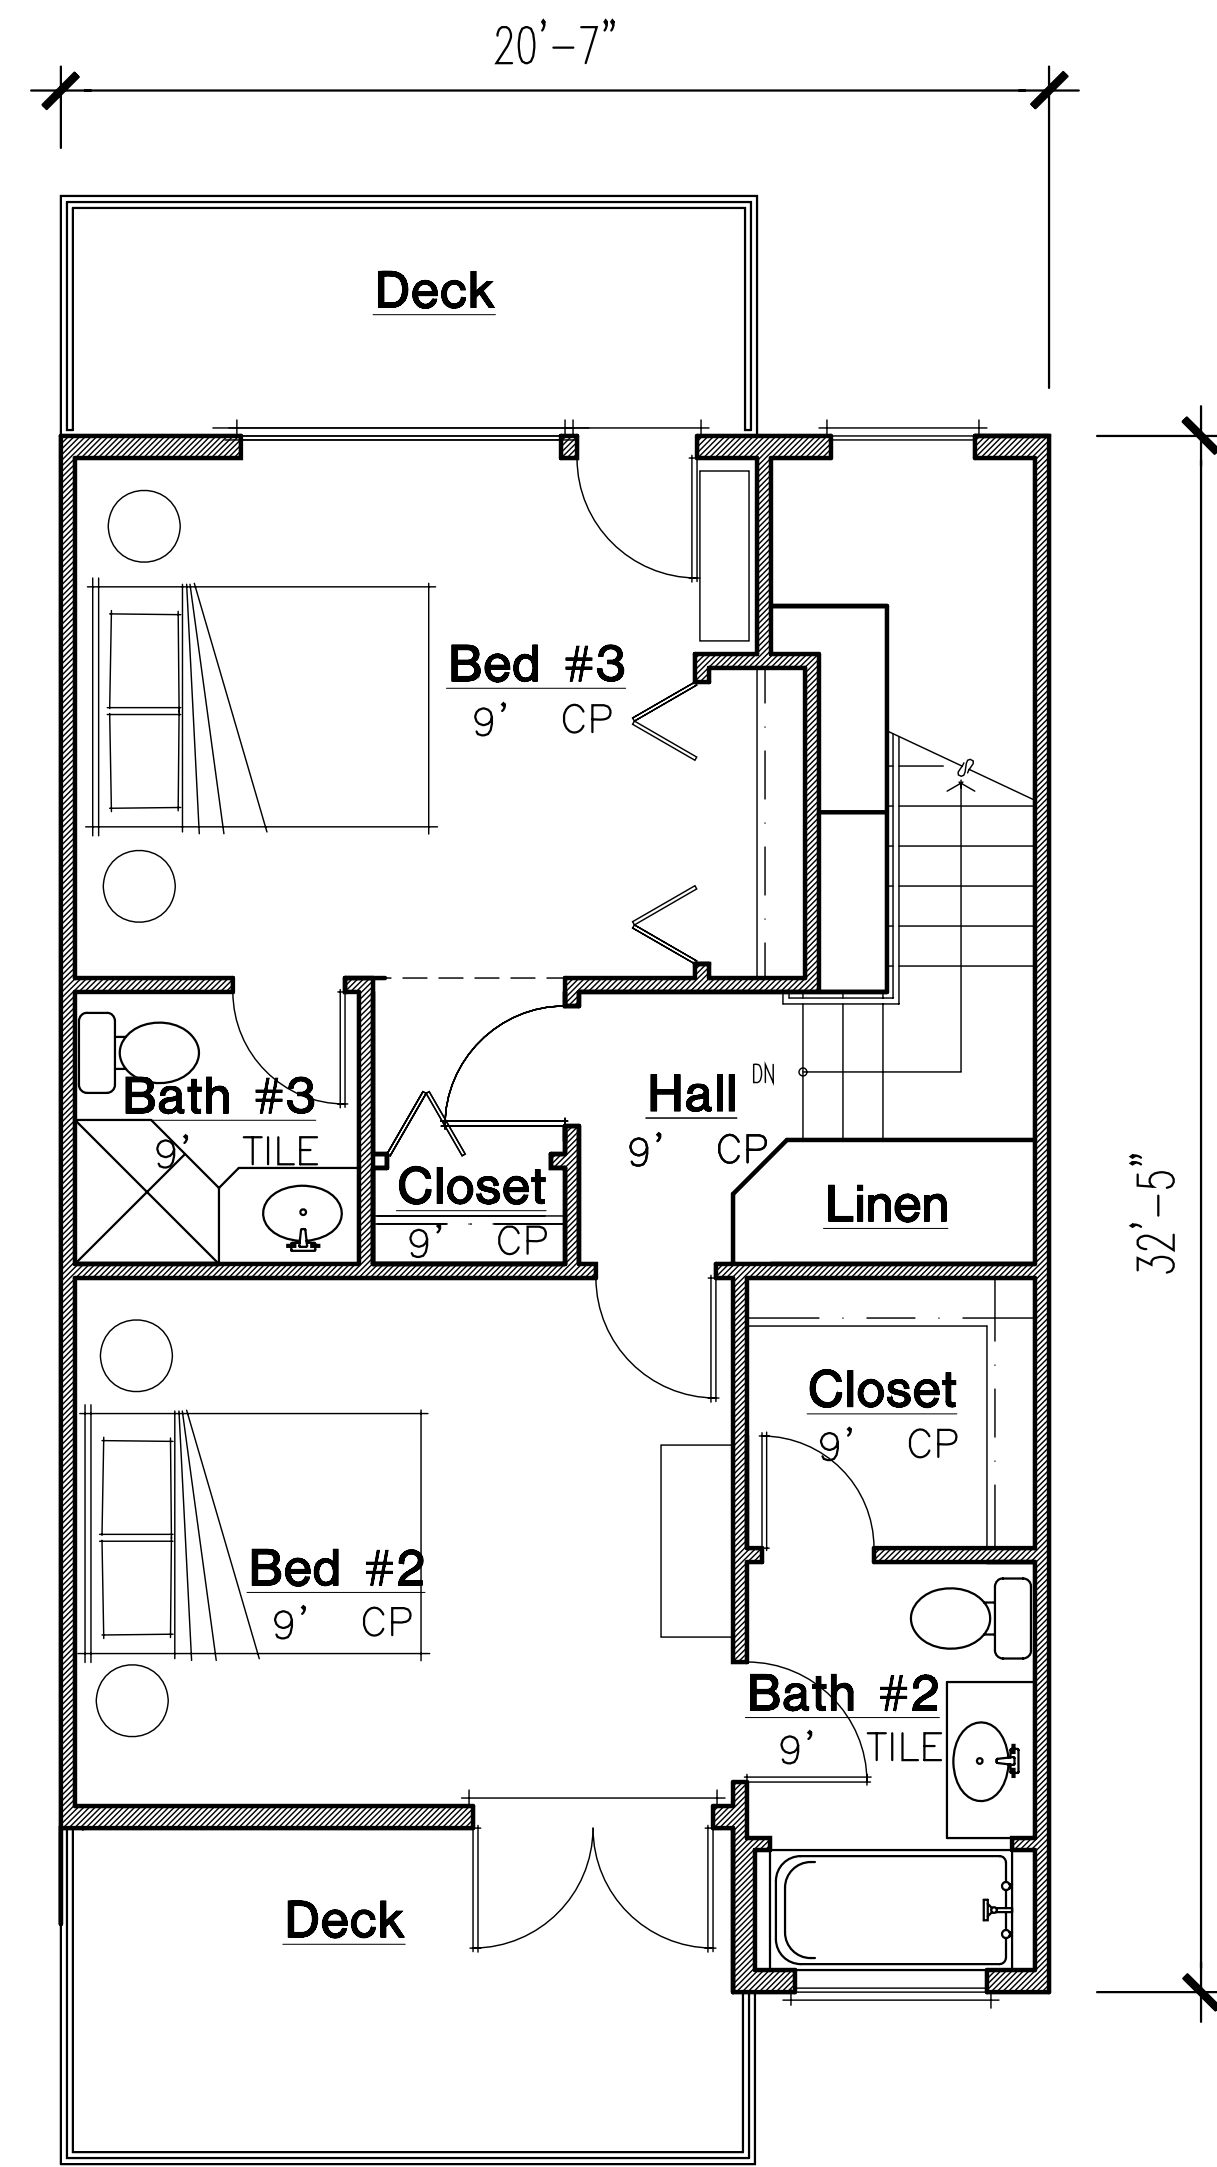 20'-7"
Deck
Bed #3
9' CP
Bath #3
9' TILE
Hall
DN
9' CP
Closet
9' CP
Linen
32'-5"
Closet
9' CP
Bed #2
9' CP
Bath #2
9' TILE
Deck